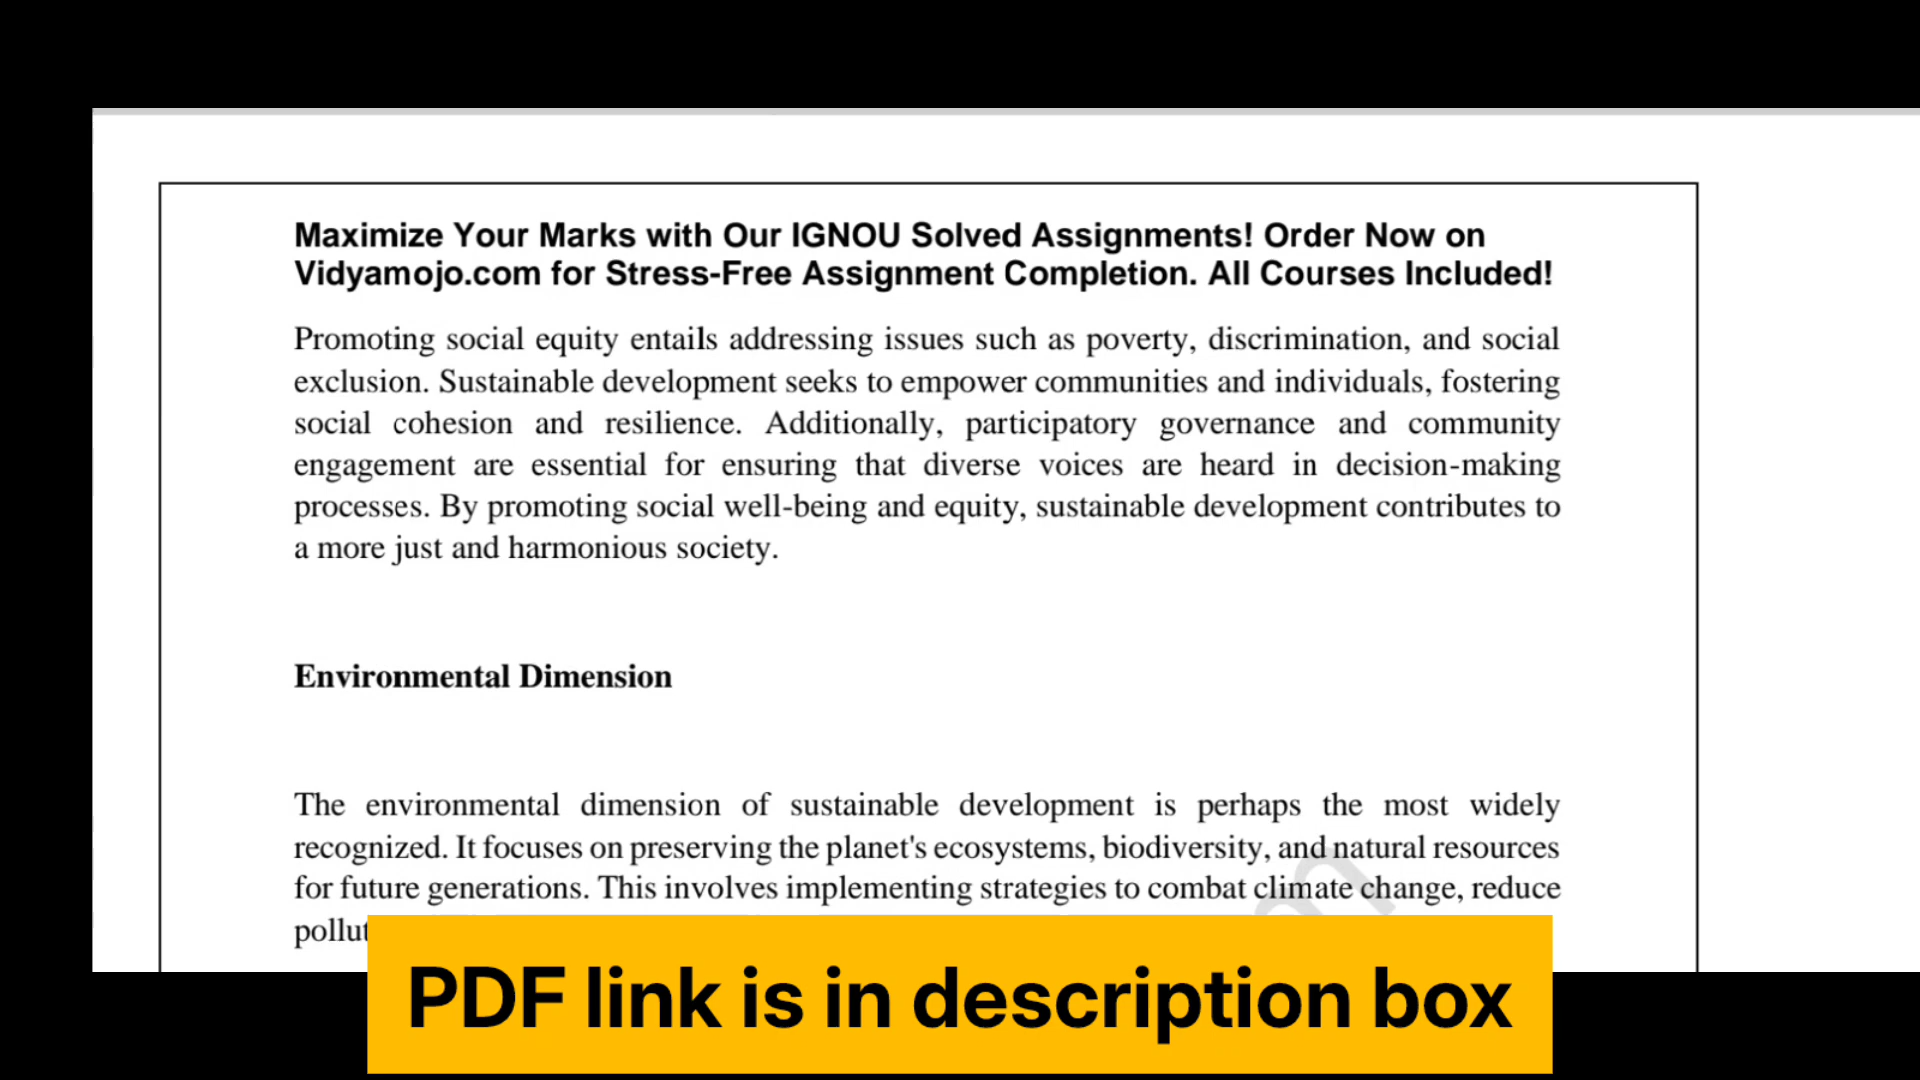 Maximize Your Marks with Our IGNOU Solved Assignments! Order Now on
Vidyamojo.com for Stress-Free Assignment Completion. All Courses Included!
Promoting social equity entails addressing issues such as poverty, discrimination, and social
exclusion. Sustainable development seeks to empower communities and individuals, fostering
social cohesion and resilience. Additionally, participatory governance and community
engagement are essential for ensuring that diverse voices are heard in decision-making
processes. By promoting social well-being and equity, sustainable development contributes to
a more just and harmonious society.
Environmental Dimension
The environmental dimension of sustainable development is perhaps the most widely
recognized. It focuses on preserving the planet's ecosystems, biodiversity, and natural resources
for future generations. This involves implementing strategies to combat climate change, reduce
PDF link is in description box